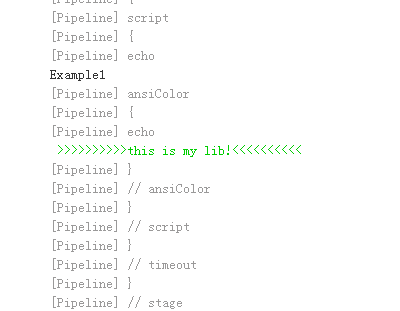 [Pipeline] {
[Pipeline] script
[Pipeline] {
[Pipeline] echo
Example1
[Pipeline] ansiColor
[Pipeline] {
[Pipeline] echo
>>>>>>>>>>this is my lib!<<<<<<<<<<
[Pipeline] }
[Pipeline] // ansiColor
[Pipeline] }
[Pipeline] // script
[Pipeline] }
[Pipeline] // timeout
[Pipeline] }
[Pipeline] // stage